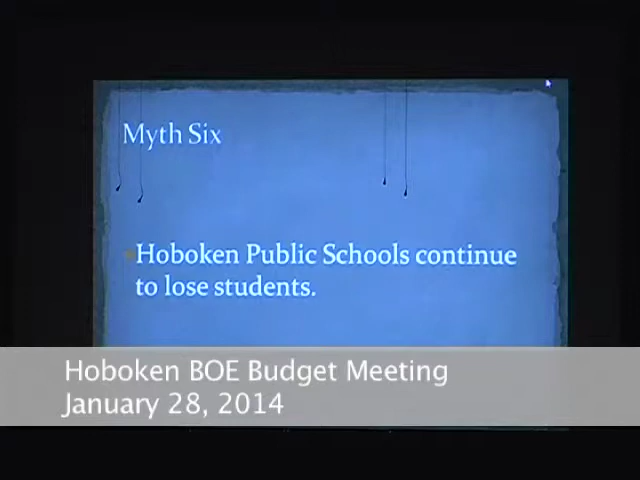 Myth Six
Hoboken Public Schools continue
to lose students.
Hoboken BOE Budget Meeting
January 28, 2014